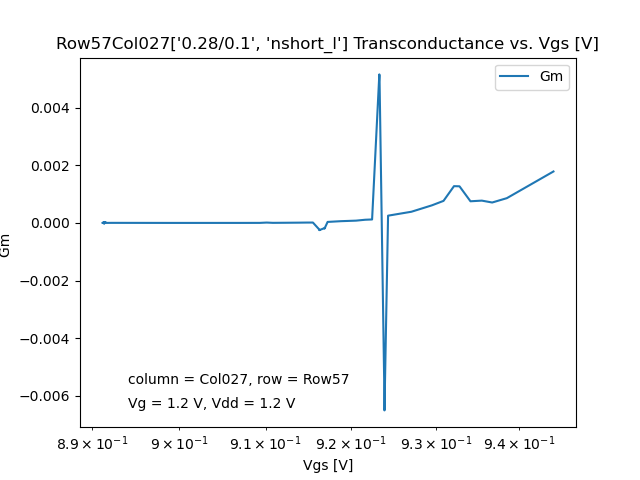 Row57Col027['0.28/0.1', 'nshort_l'] Transconductance vs. Vgs [V]
Gm
0.004
0.002
0.000
−0.002
−0.004
−0.006
Gm
column = Col027, row = Row57
Vg = 1.2 V, Vdd = 1.2 V
8.9 × 10⁻¹ 9 × 10⁻¹ 9.1 × 10⁻¹ 9.2 × 10⁻¹ 9.3 × 10⁻¹ 9.4 × 10⁻¹
Vgs [V]